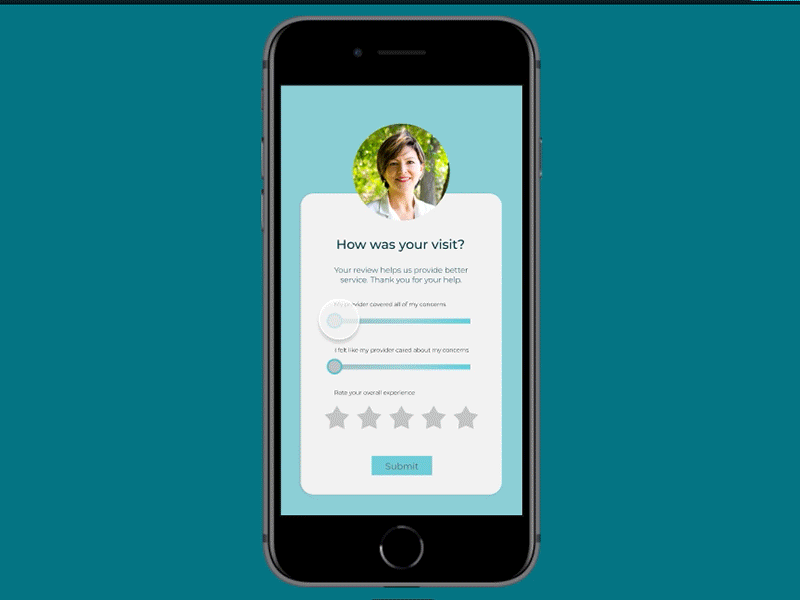 How was your visit?
Your review helps us provide better
service. Thank you for your help.
My provider covered all of my concerns
I felt like my provider cared about my concerns
Rate your overall experience
Submit